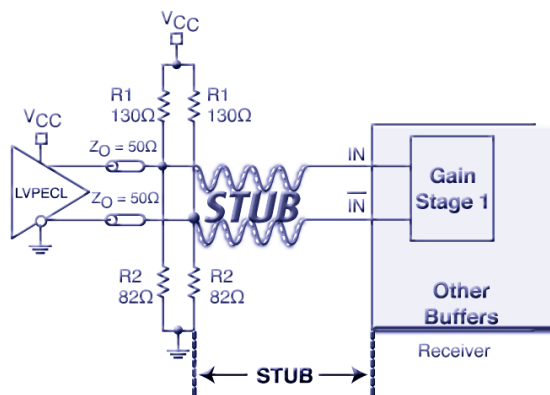 VCC
R1
130Ω
R1
130Ω
VCC
ZO = 50Ω
LVPECL
ZO = 50Ω
STUB
IN
IN
Gain
Stage 1
R2
82Ω
R2
82Ω
Other
Buffers
Receiver
STUB